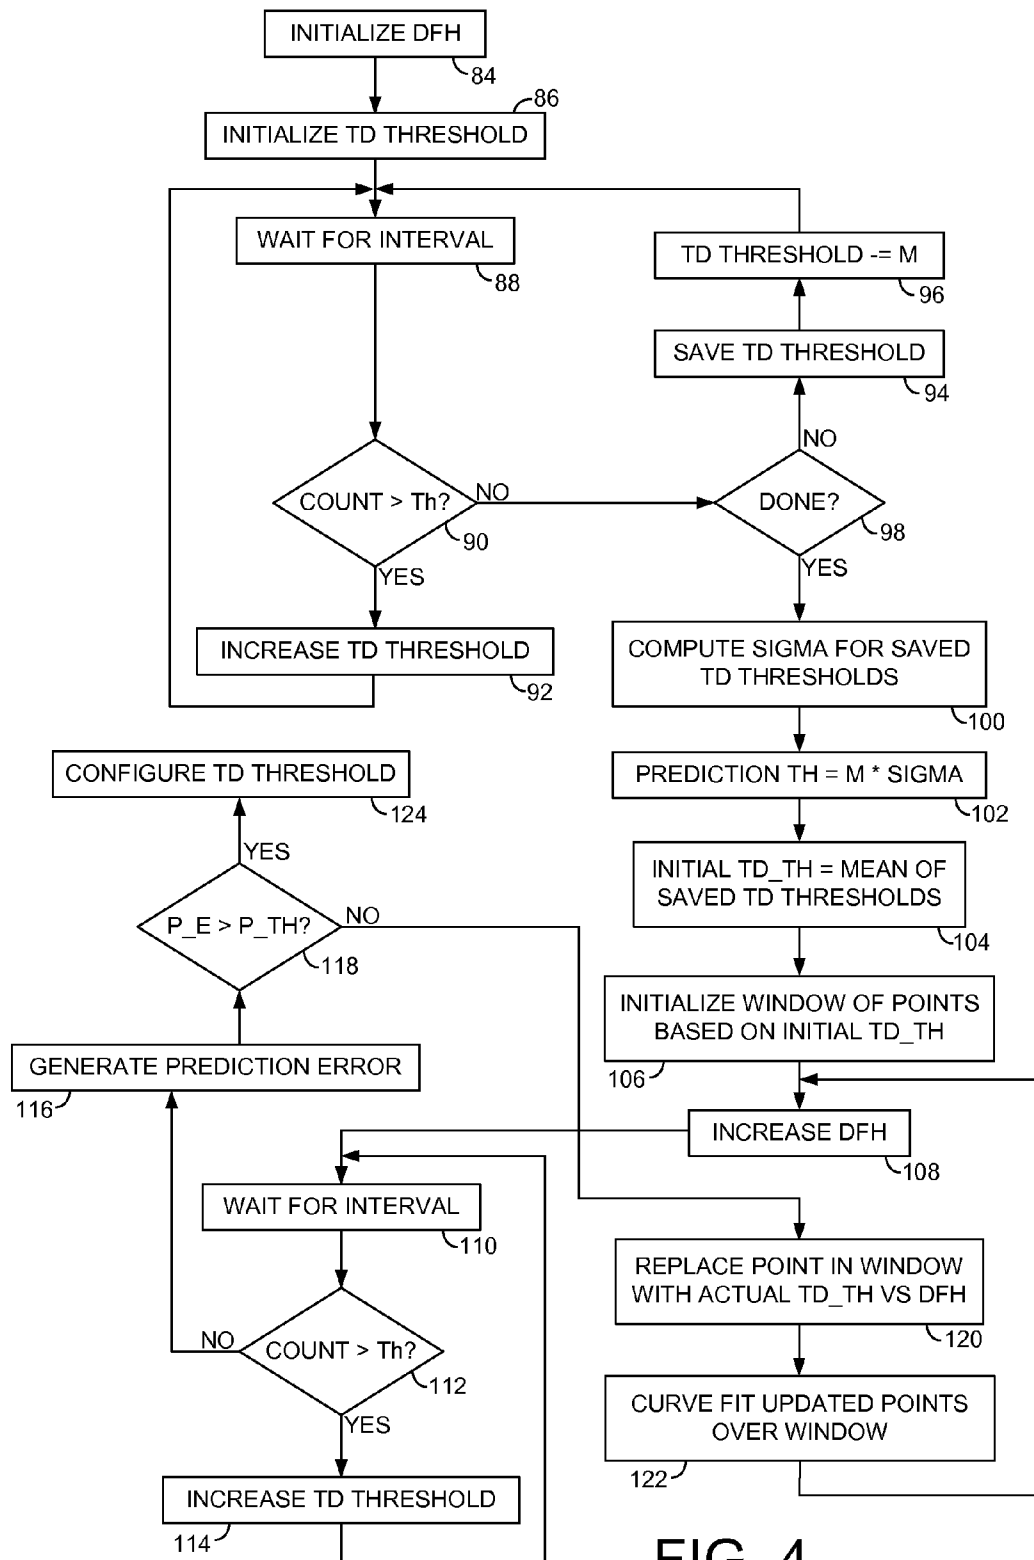 INITIALIZE DFH
84
86
INITIALIZE TD THRESHOLD
WAIT FOR INTERVAL
88
TD THRESHOLD -= M
96
SAVE TD THRESHOLD
94
NO
COUNT > Th?
NO
90
YES
DONE?
98
YES
INCREASE TD THRESHOLD
92
COMPUTE SIGMA FOR SAVED
TD THRESHOLDS
100
CONFIGURE TD THRESHOLD
124
PREDICTION TH = M * SIGMA
102
YES
P_E > P_TH?
NO
118
INITIAL TD_TH = MEAN OF
SAVED TD THRESHOLDS
104
INITIALIZE WINDOW OF POINTS
BASED ON INITIAL TD_TH
106
GENERATE PREDICTION ERROR
116
INCREASE DFH
108
WAIT FOR INTERVAL
110
REPLACE POINT IN WINDOW
WITH ACTUAL TD_TH VS DFH
120
NO
COUNT > Th?
112
YES
CURVE FIT UPDATED POINTS
OVER WINDOW
122
INCREASE TD THRESHOLD
114
FIG. 4